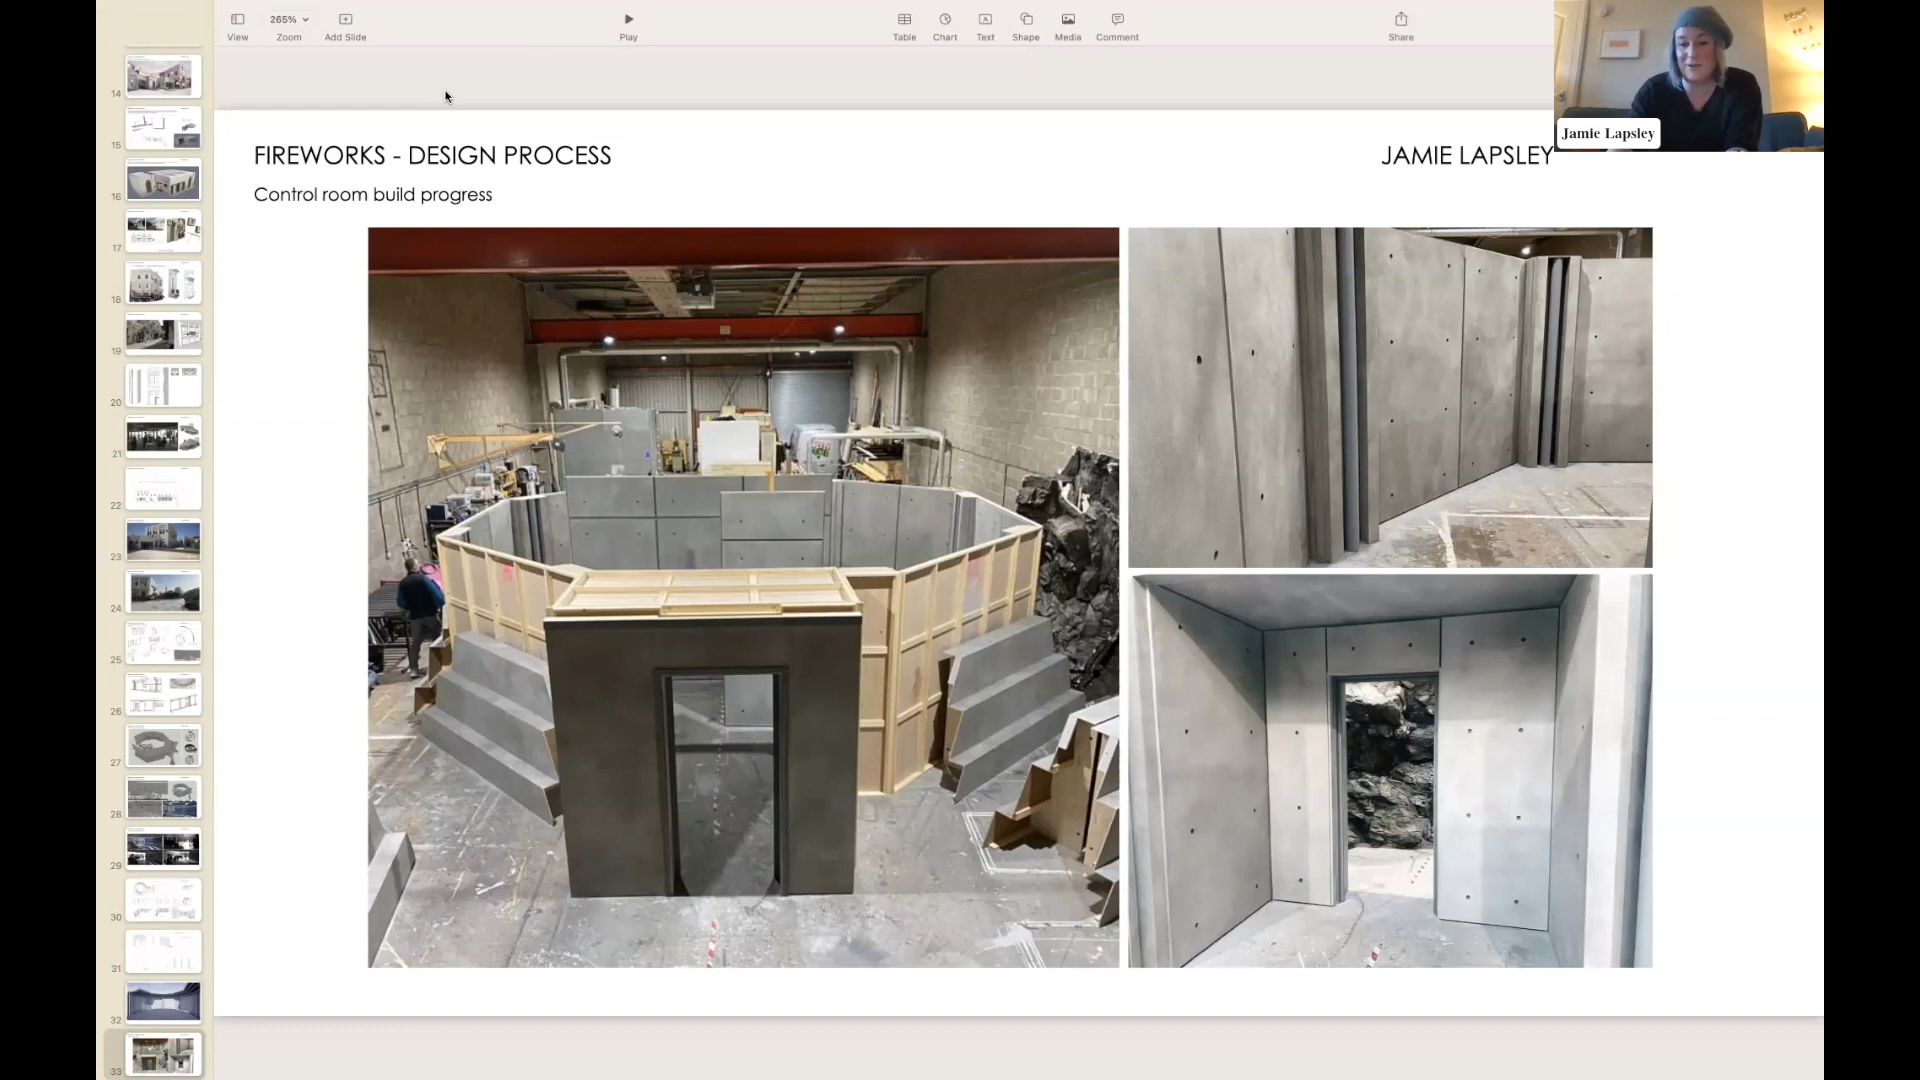 265%
View
Zoom
Add Slide
Play
Table
Chart
Text
Shape
Media
Comment
Share
Jamie Lapsley
FIREWORKS - DESIGN PROCESS
JAMIE LAPSLEY
Control room build progress
14
15
16
17
18
19
20
21
22
23
24
25
26
27
28
29
30
31
32
33